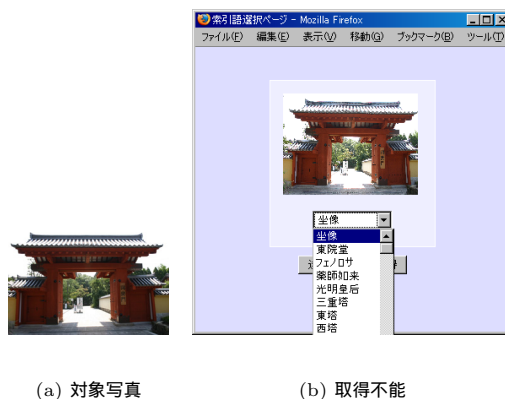 索引語選択ページ - Mozilla Firefox
ファイル(F) 編集(E) 表示(V) 移動(G) ブックマーク(B) ツール(T)
坐像
坐像
東院堂
フェノロサ
薬師如来
光明皇后
三重塔
東塔
西塔
(a) 対象写真
(b) 取得不能